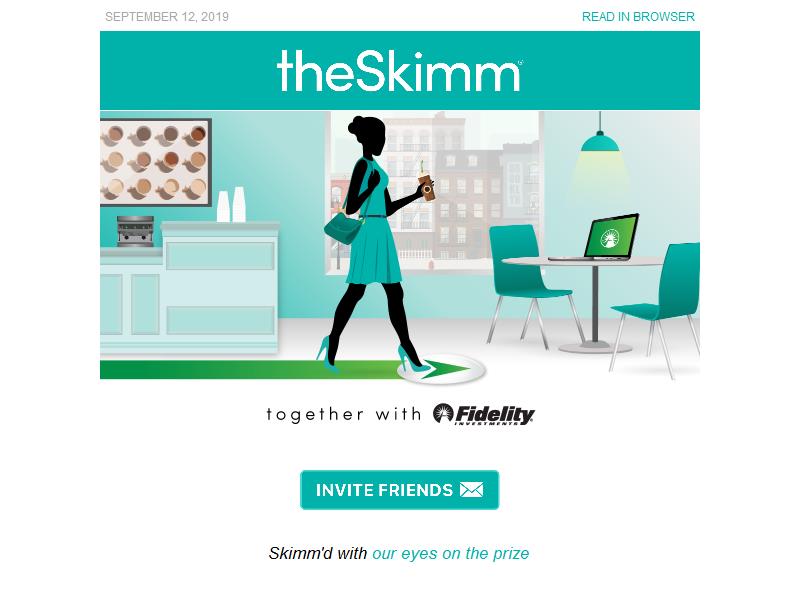 SEPTEMBER 12, 2019 READ IN BROWSER
theSkimm®
together with Fidelity®
INVESTMENTS
INVITE FRIENDS
Skimm'd with our eyes on the prize